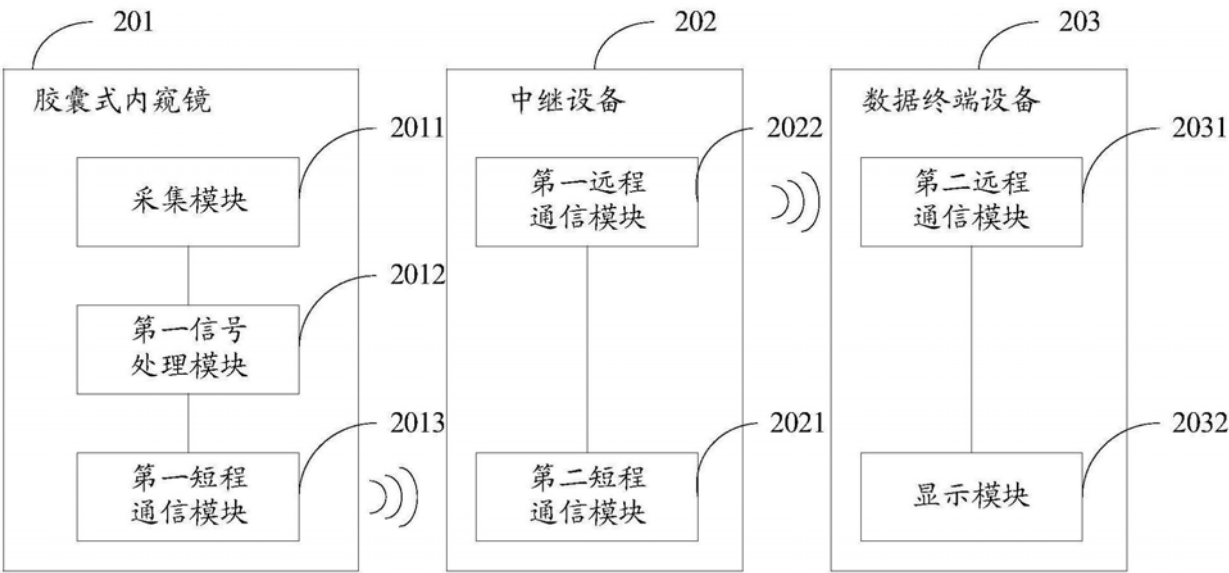 201
202
203
胶囊式内窥镜
中继设备
数据终端设备
2011
2022
2031
采集模块
第一远程
通信模块
第二远程
通信模块
2012
第一信号
处理模块
2013
2021
2032
第一短程
通信模块
第二短程
通信模块
显示模块